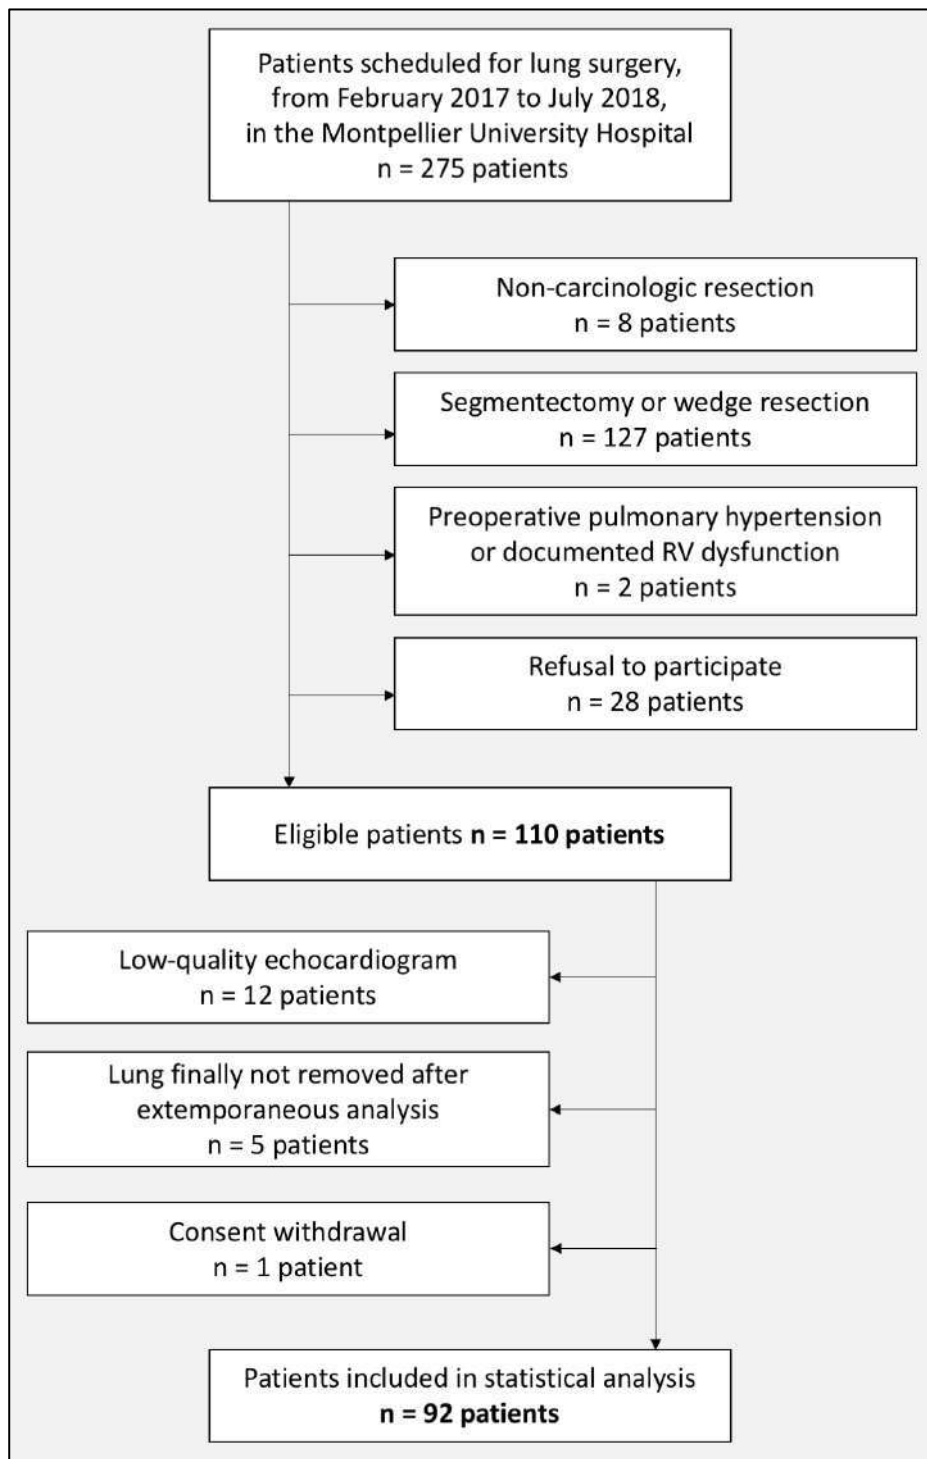 Patients scheduled for lung surgery,
from February 2017 to July 2018,
in the Montpellier University Hospital
n = 275 patients
Non-carcinologic resection
n = 8 patients
Segmentectomy or wedge resection
n = 127 patients
Preoperative pulmonary hypertension
or documented RV dysfunction
n = 2 patients
Refusal to participate
n = 28 patients
Eligible patients n = 110 patients
Low-quality echocardiogram
n = 12 patients
Lung finally not removed after
extemporaneous analysis
n = 5 patients
Consent withdrawal
n = 1 patient
Patients included in statistical analysis
n = 92 patients